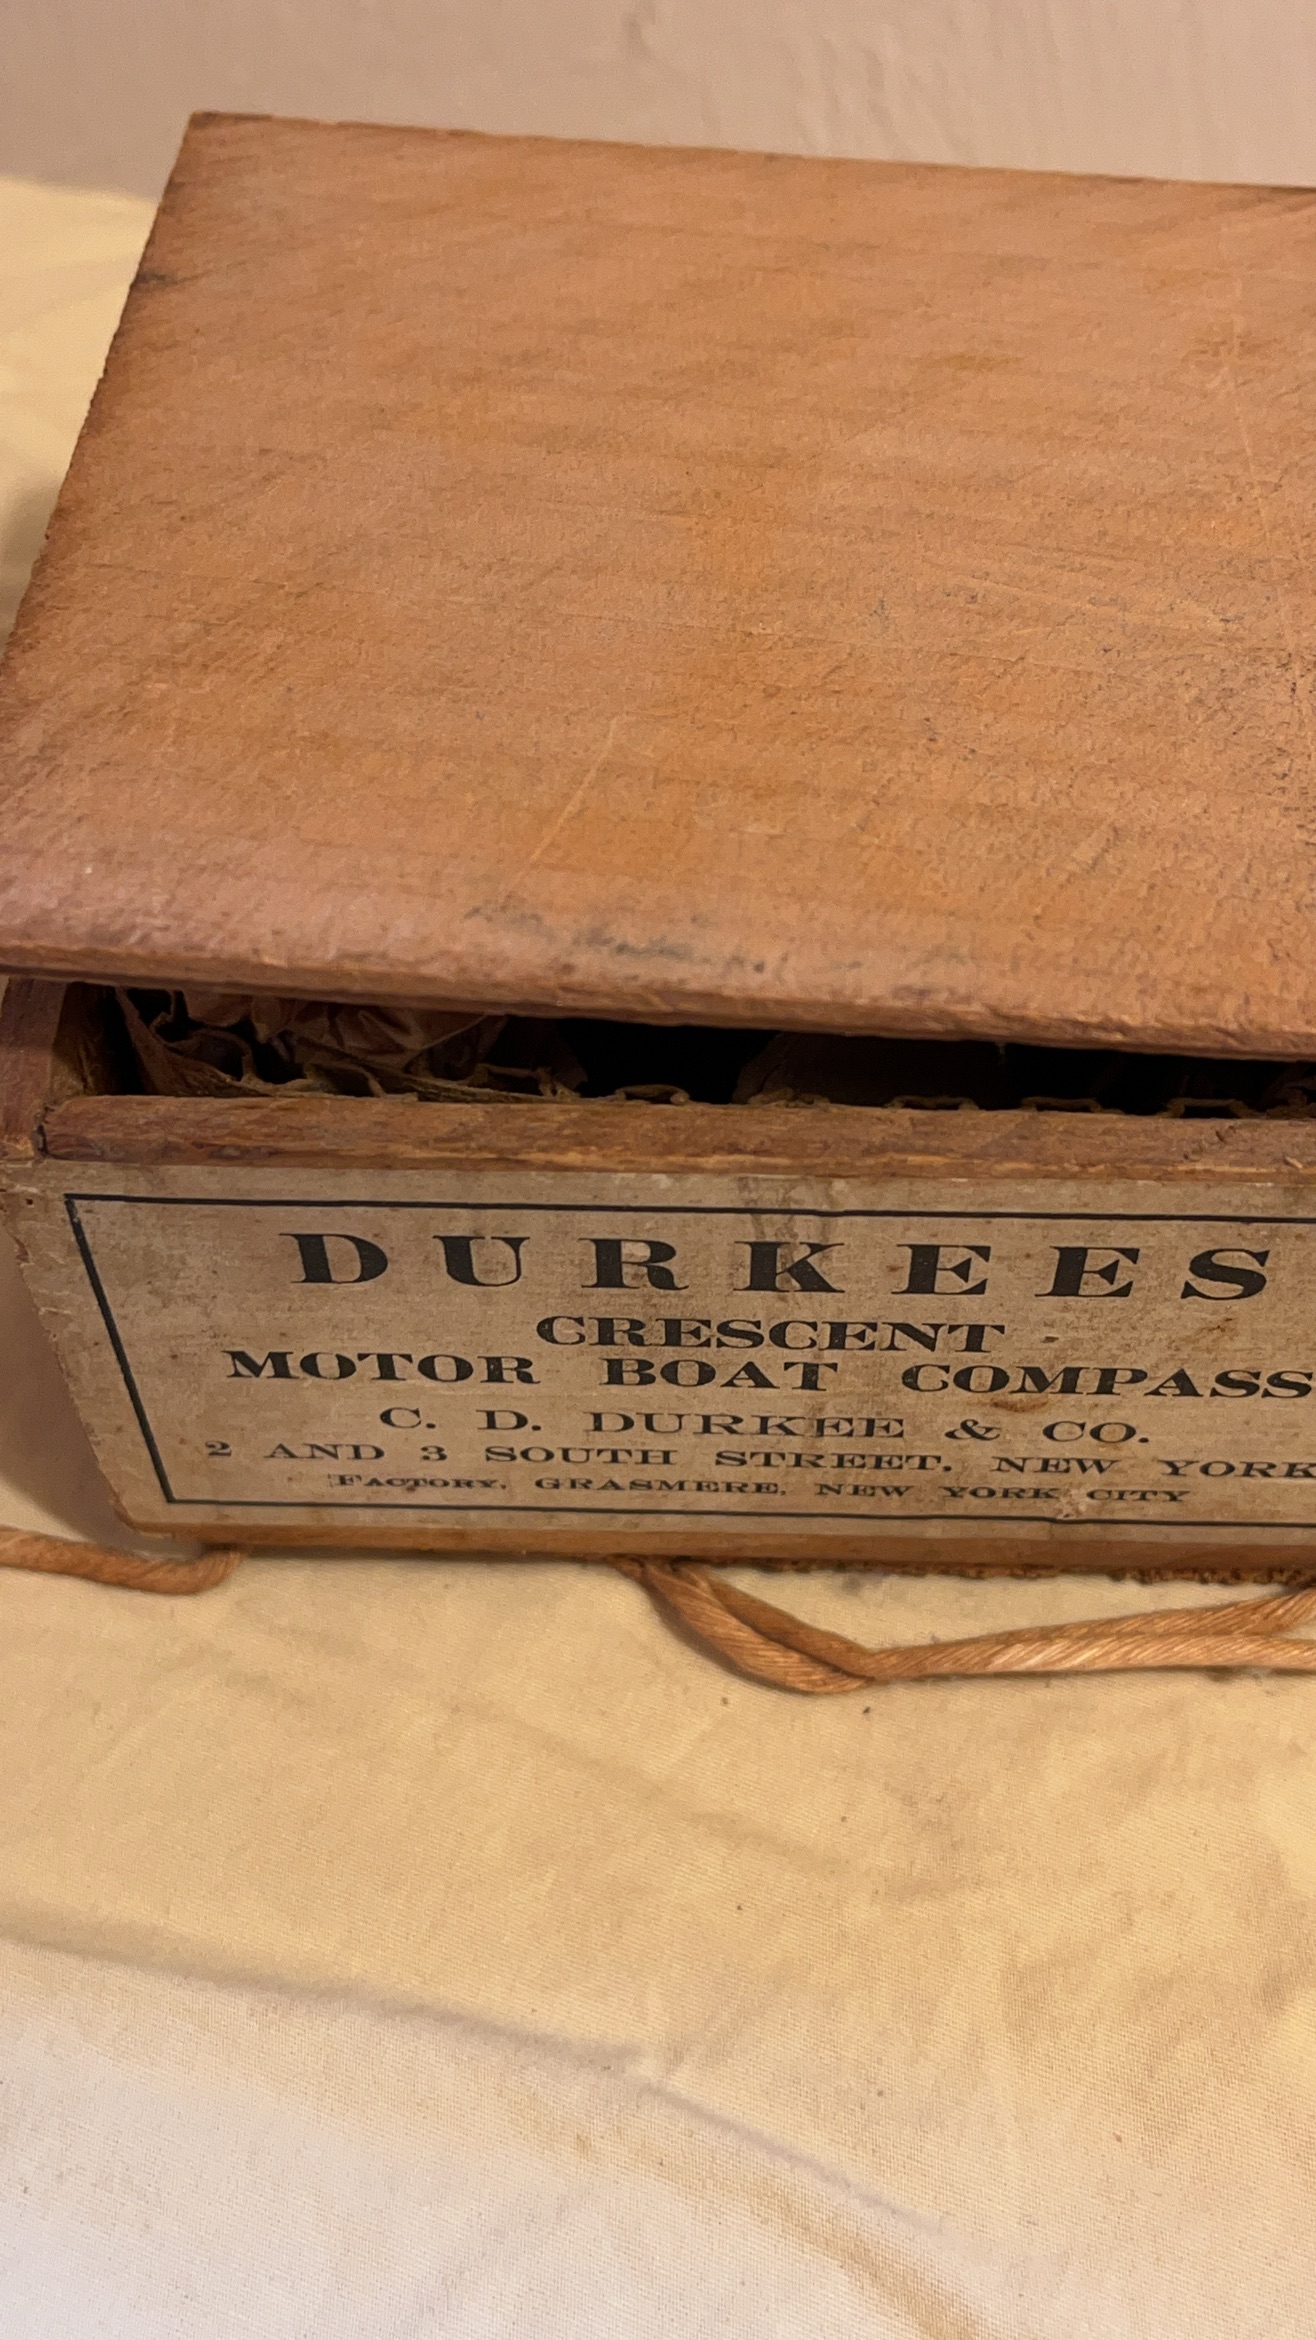 DURKEES
CRESCENT
MOTOR BOAT COMPASS
C. D. DURKEE & CO.
2 AND 3 SOUTH STREET, NEW YORK
FACTORY, GRASMERE, NEW YORK CITY